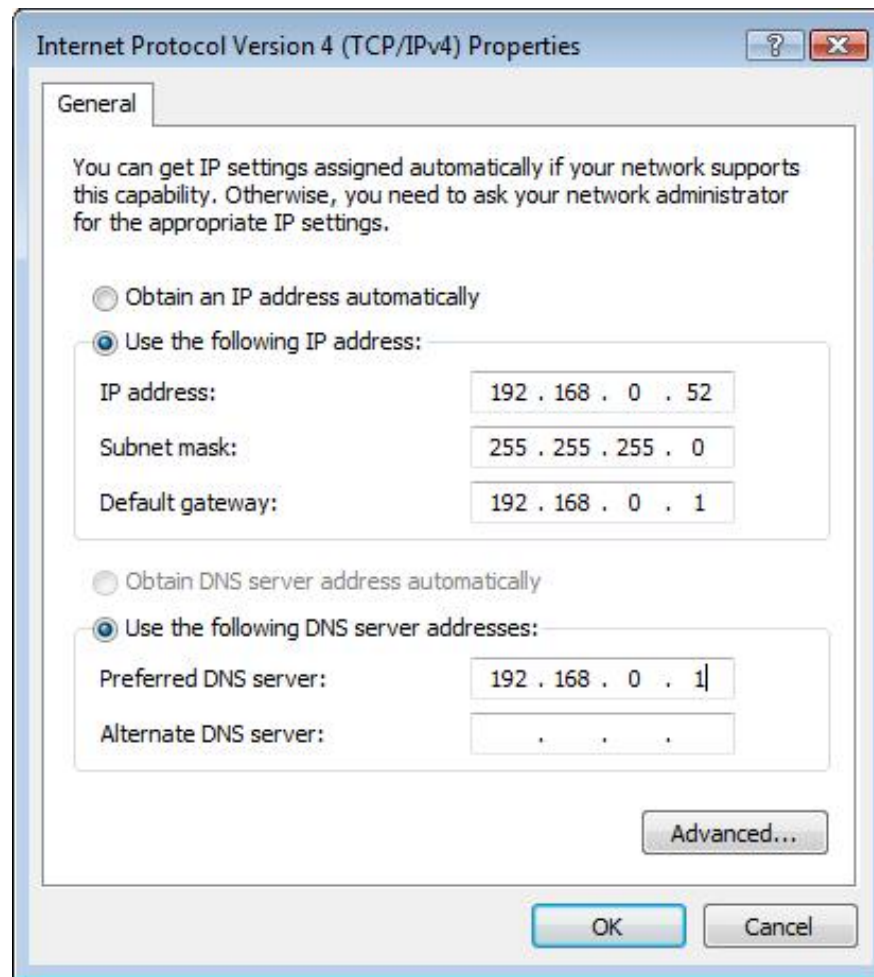 Internet Protocol Version 4 (TCP/IPv4) Properties
General
You can get IP settings assigned automatically if your network supports
this capability. Otherwise, you need to ask your network administrator
for the appropriate IP settings.
Obtain an IP address automatically
Use the following IP address:
IP address: 192 . 168 . 0 . 52
Subnet mask: 255 . 255 . 255 . 0
Default gateway: 192 . 168 . 0 . 1
Obtain DNS server address automatically
Use the following DNS server addresses:
Preferred DNS server: 192 . 168 . 0 . 1
Alternate DNS server: . . .
Advanced...
OK Cancel